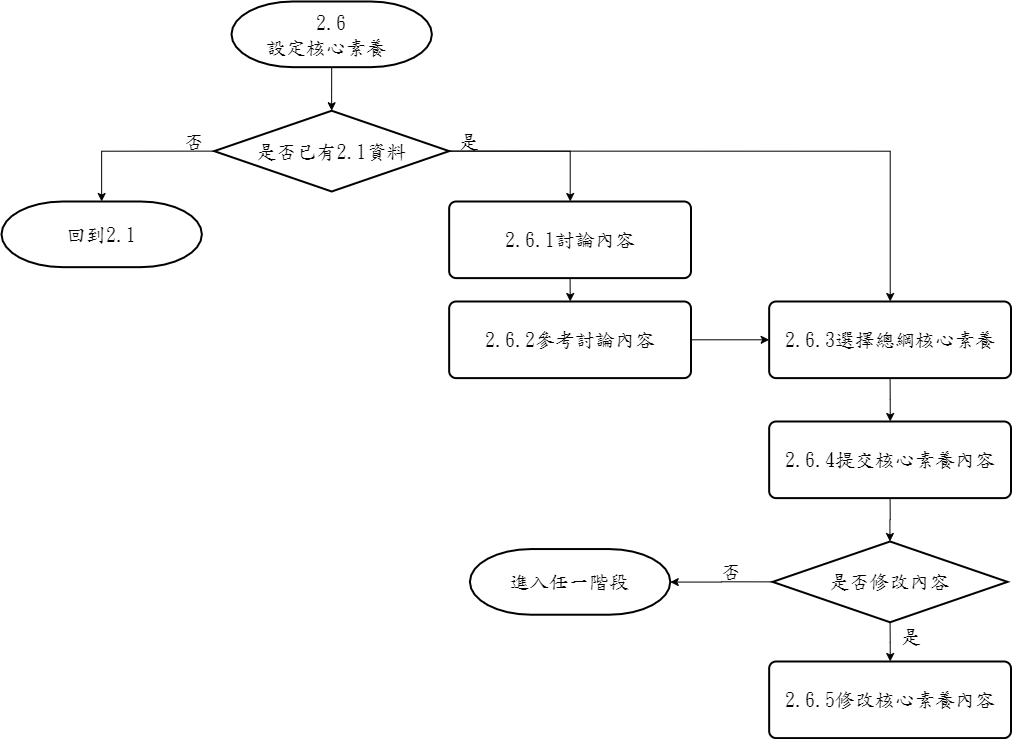 2.6
設定核心素養
否
是否已有2.1資料
是
回到2.1
2.6.1討論內容
2.6.2參考討論內容
2.6.3選擇總綱核心素養
2.6.4提交核心素養內容
進入任一階段
否
是否修改內容
是
2.6.5修改核心素養內容